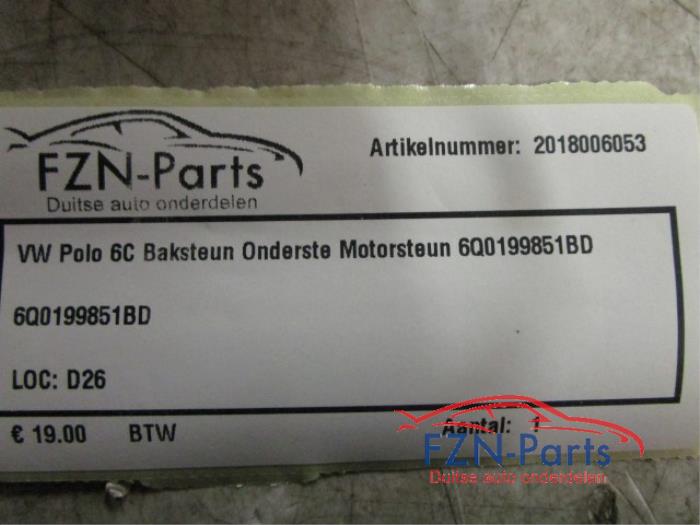 FZN-Parts
Duitse auto onderdelen
Artikelnummer: 2018006053
VW Polo 6C Baksteun Onderste Motorsteun 6Q0199851BD
6Q0199851BD
LOC: D26
€ 19.00 BTW Aantal: 1
FZN-Parts
Duitse auto onderdelen